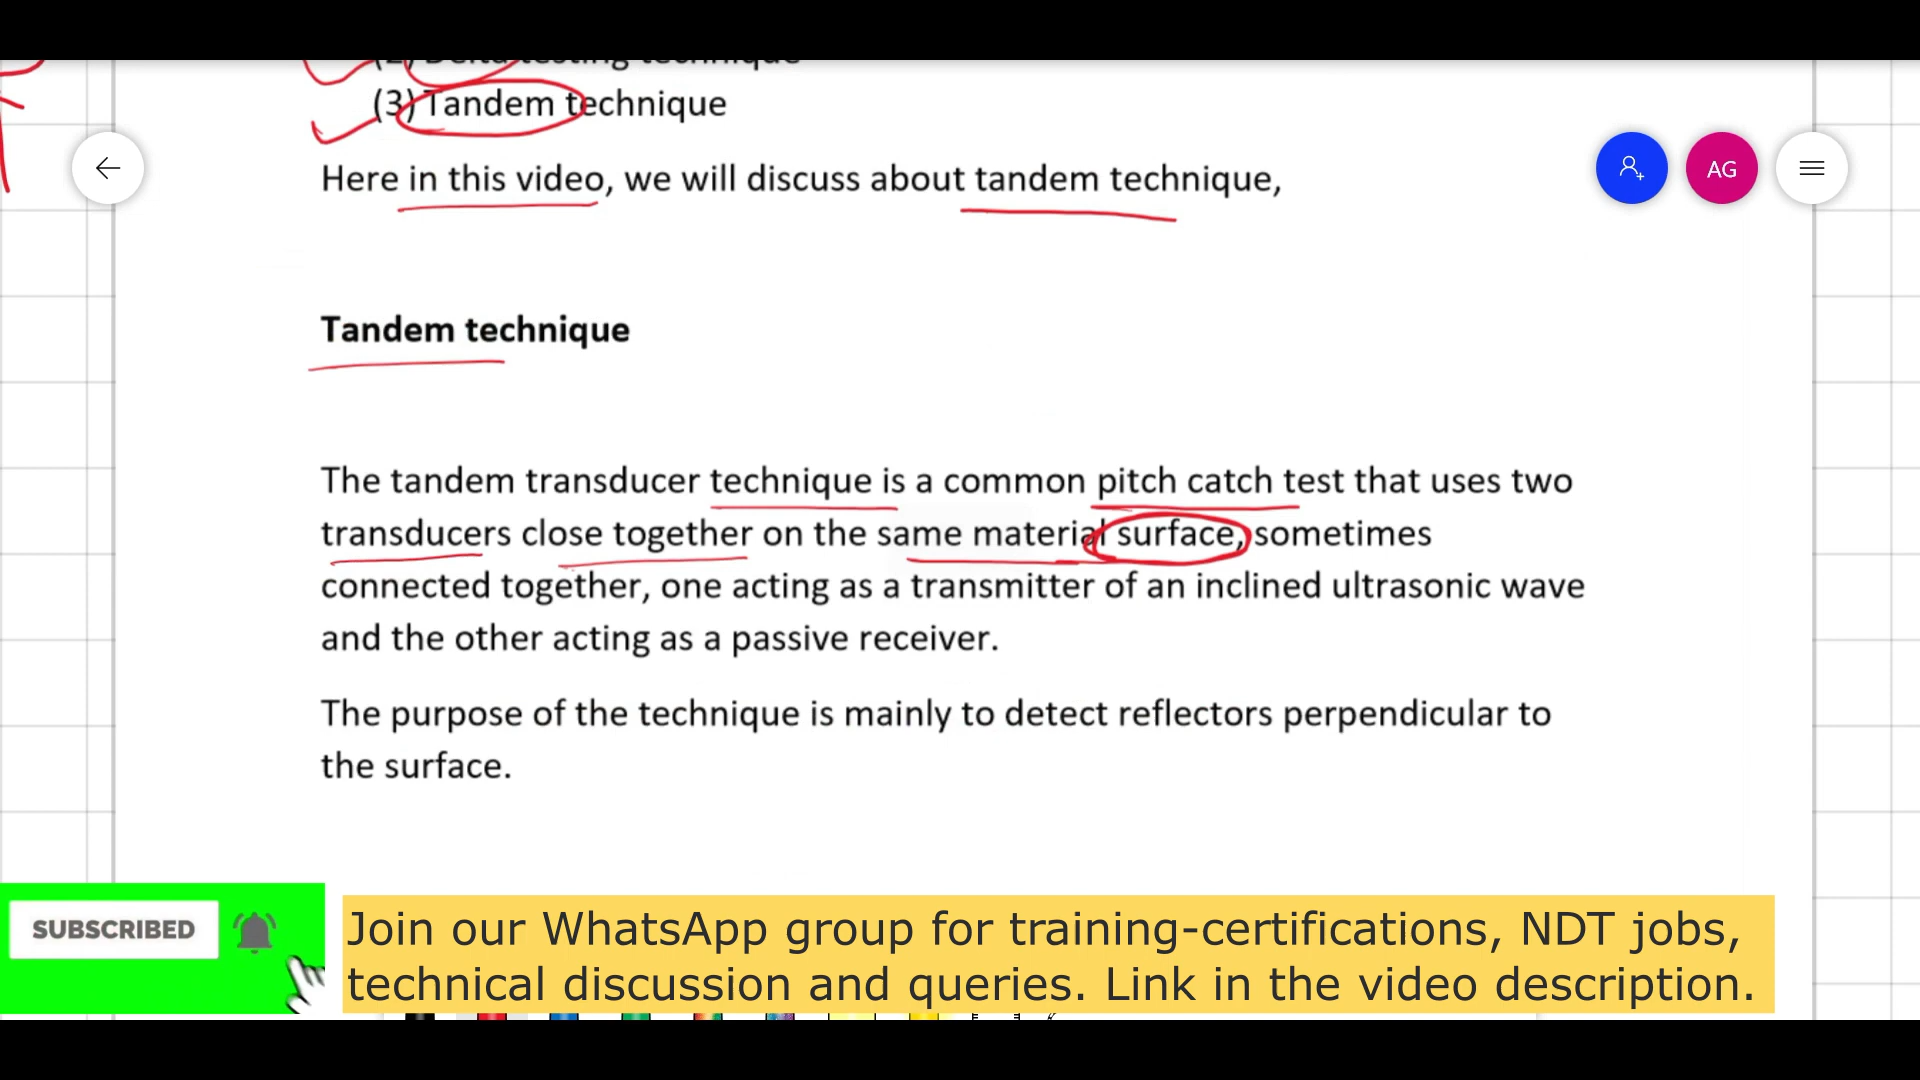 (2) Delta testing technique
(3) Tandem technique
AG
Here in this video, we will discuss about tandem technique,
Tandem technique
The tandem transducer technique is a common pitch catch test that uses two
transducers close together on the same material surface, sometimes
connected together, one acting as a transmitter of an inclined ultrasonic wave
and the other acting as a passive receiver.
The purpose of the technique is mainly to detect reflectors perpendicular to
the surface.
SUBSCRIBED
Join our WhatsApp group for training-certifications, NDT jobs,
technical discussion and queries. Link in the video description.